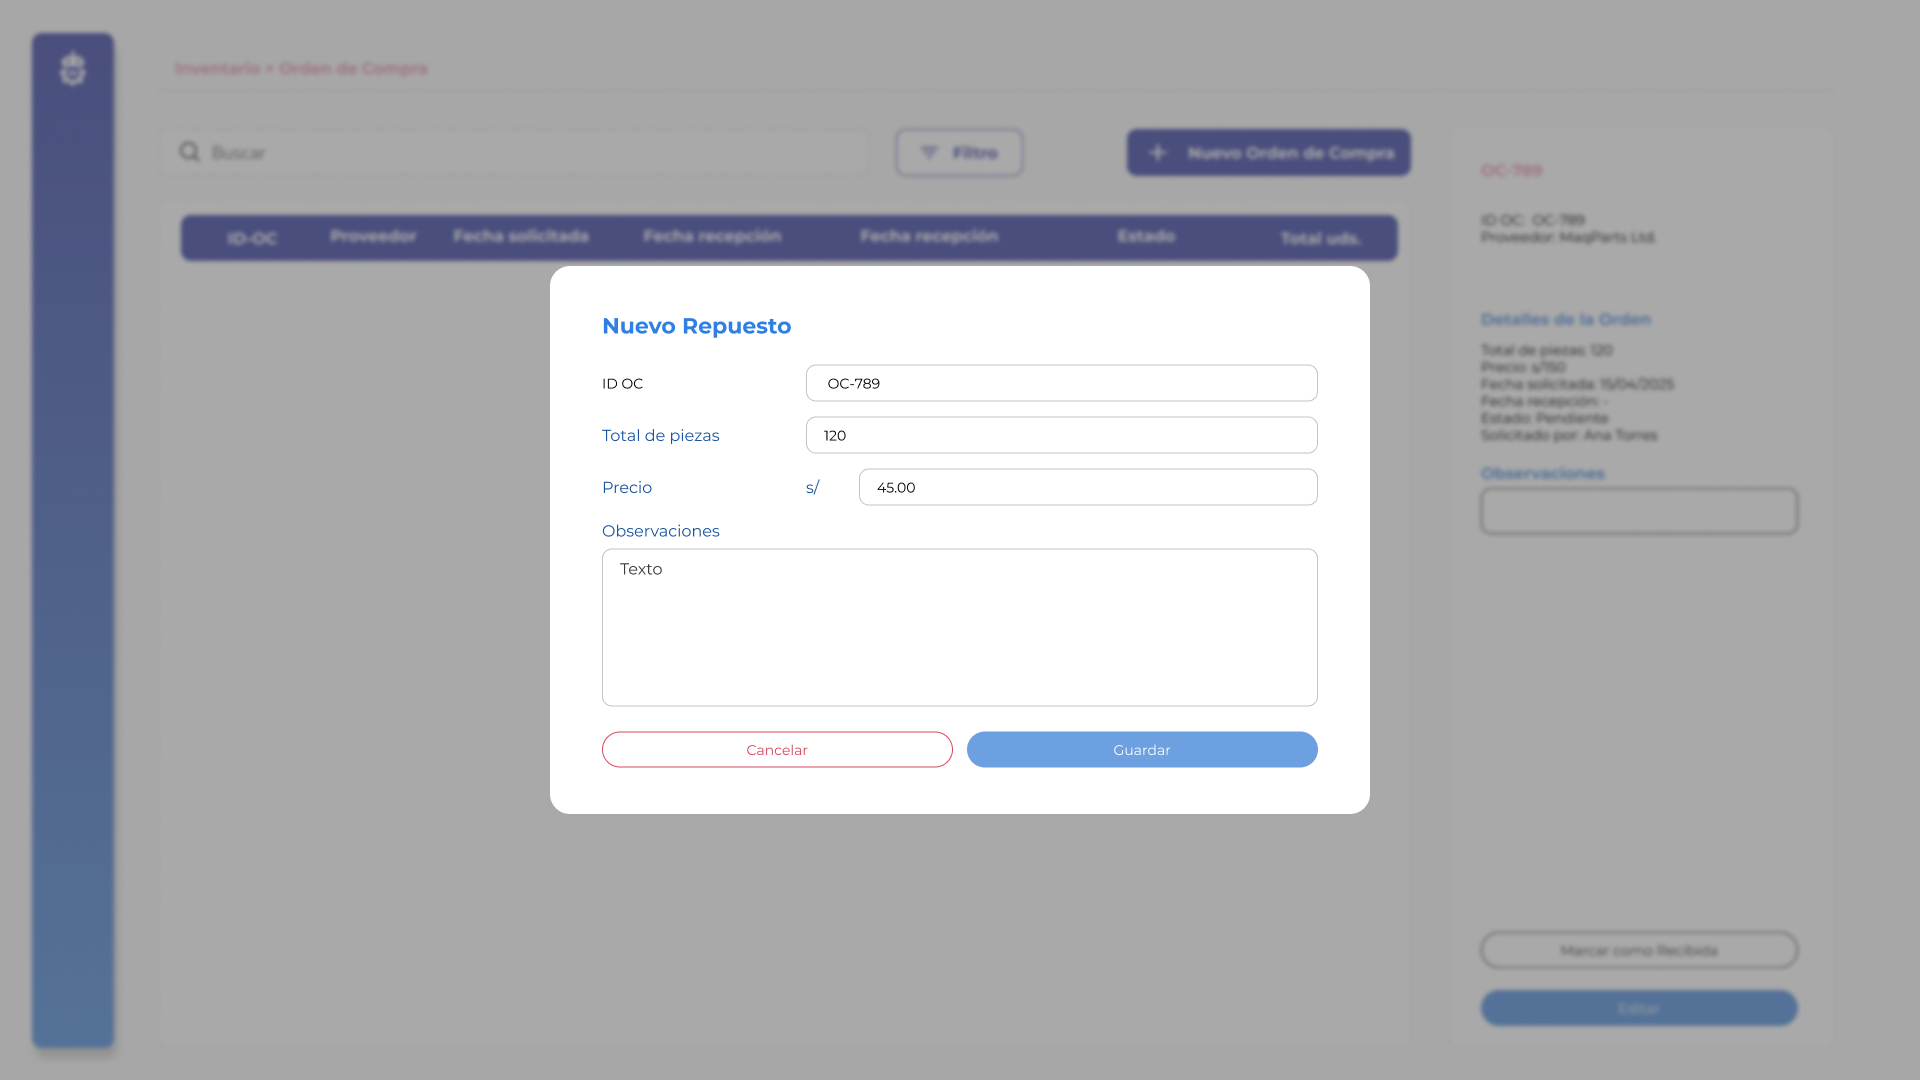 Inventario > Orden de Compra
Buscar
Filtro
Nuevo Orden de Compra
ID-OC
Proveedor
Fecha solicitada
Fecha recepción
Fecha recepción
Estado
Total uds.
Nuevo Repuesto
ID OC
OC-789
Total de piezas
120
Precio
s/
45.00
Observaciones
Texto
Cancelar
Guardar
OC-789
ID OC: OC-789
Proveedor: MaqParts Ltd.
Detalles de la Orden
Total de piezas: 120
Precio: s/150
Fecha solicitada: 15/04/2025
Fecha recepción: -
Estado: Pendiente
Solicitado por: Ana Torres
Observaciones
Marcar como Recibida
Editar